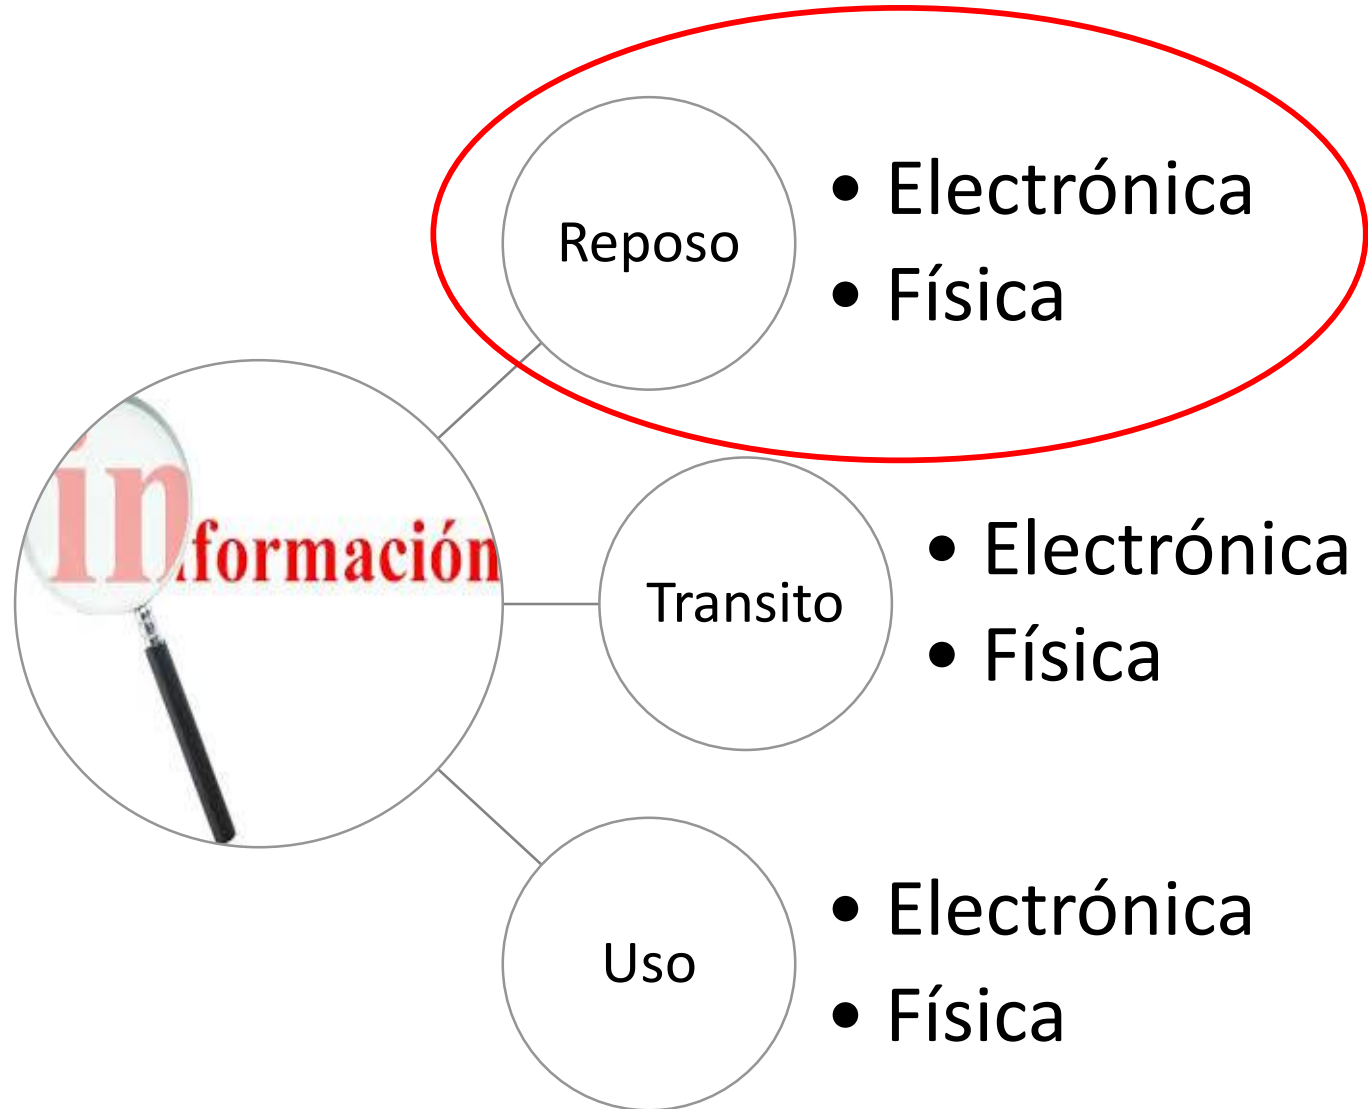 Reposo
• Electrónica
• Física
información
Transito
• Electrónica
• Física
Uso
• Electrónica
• Física